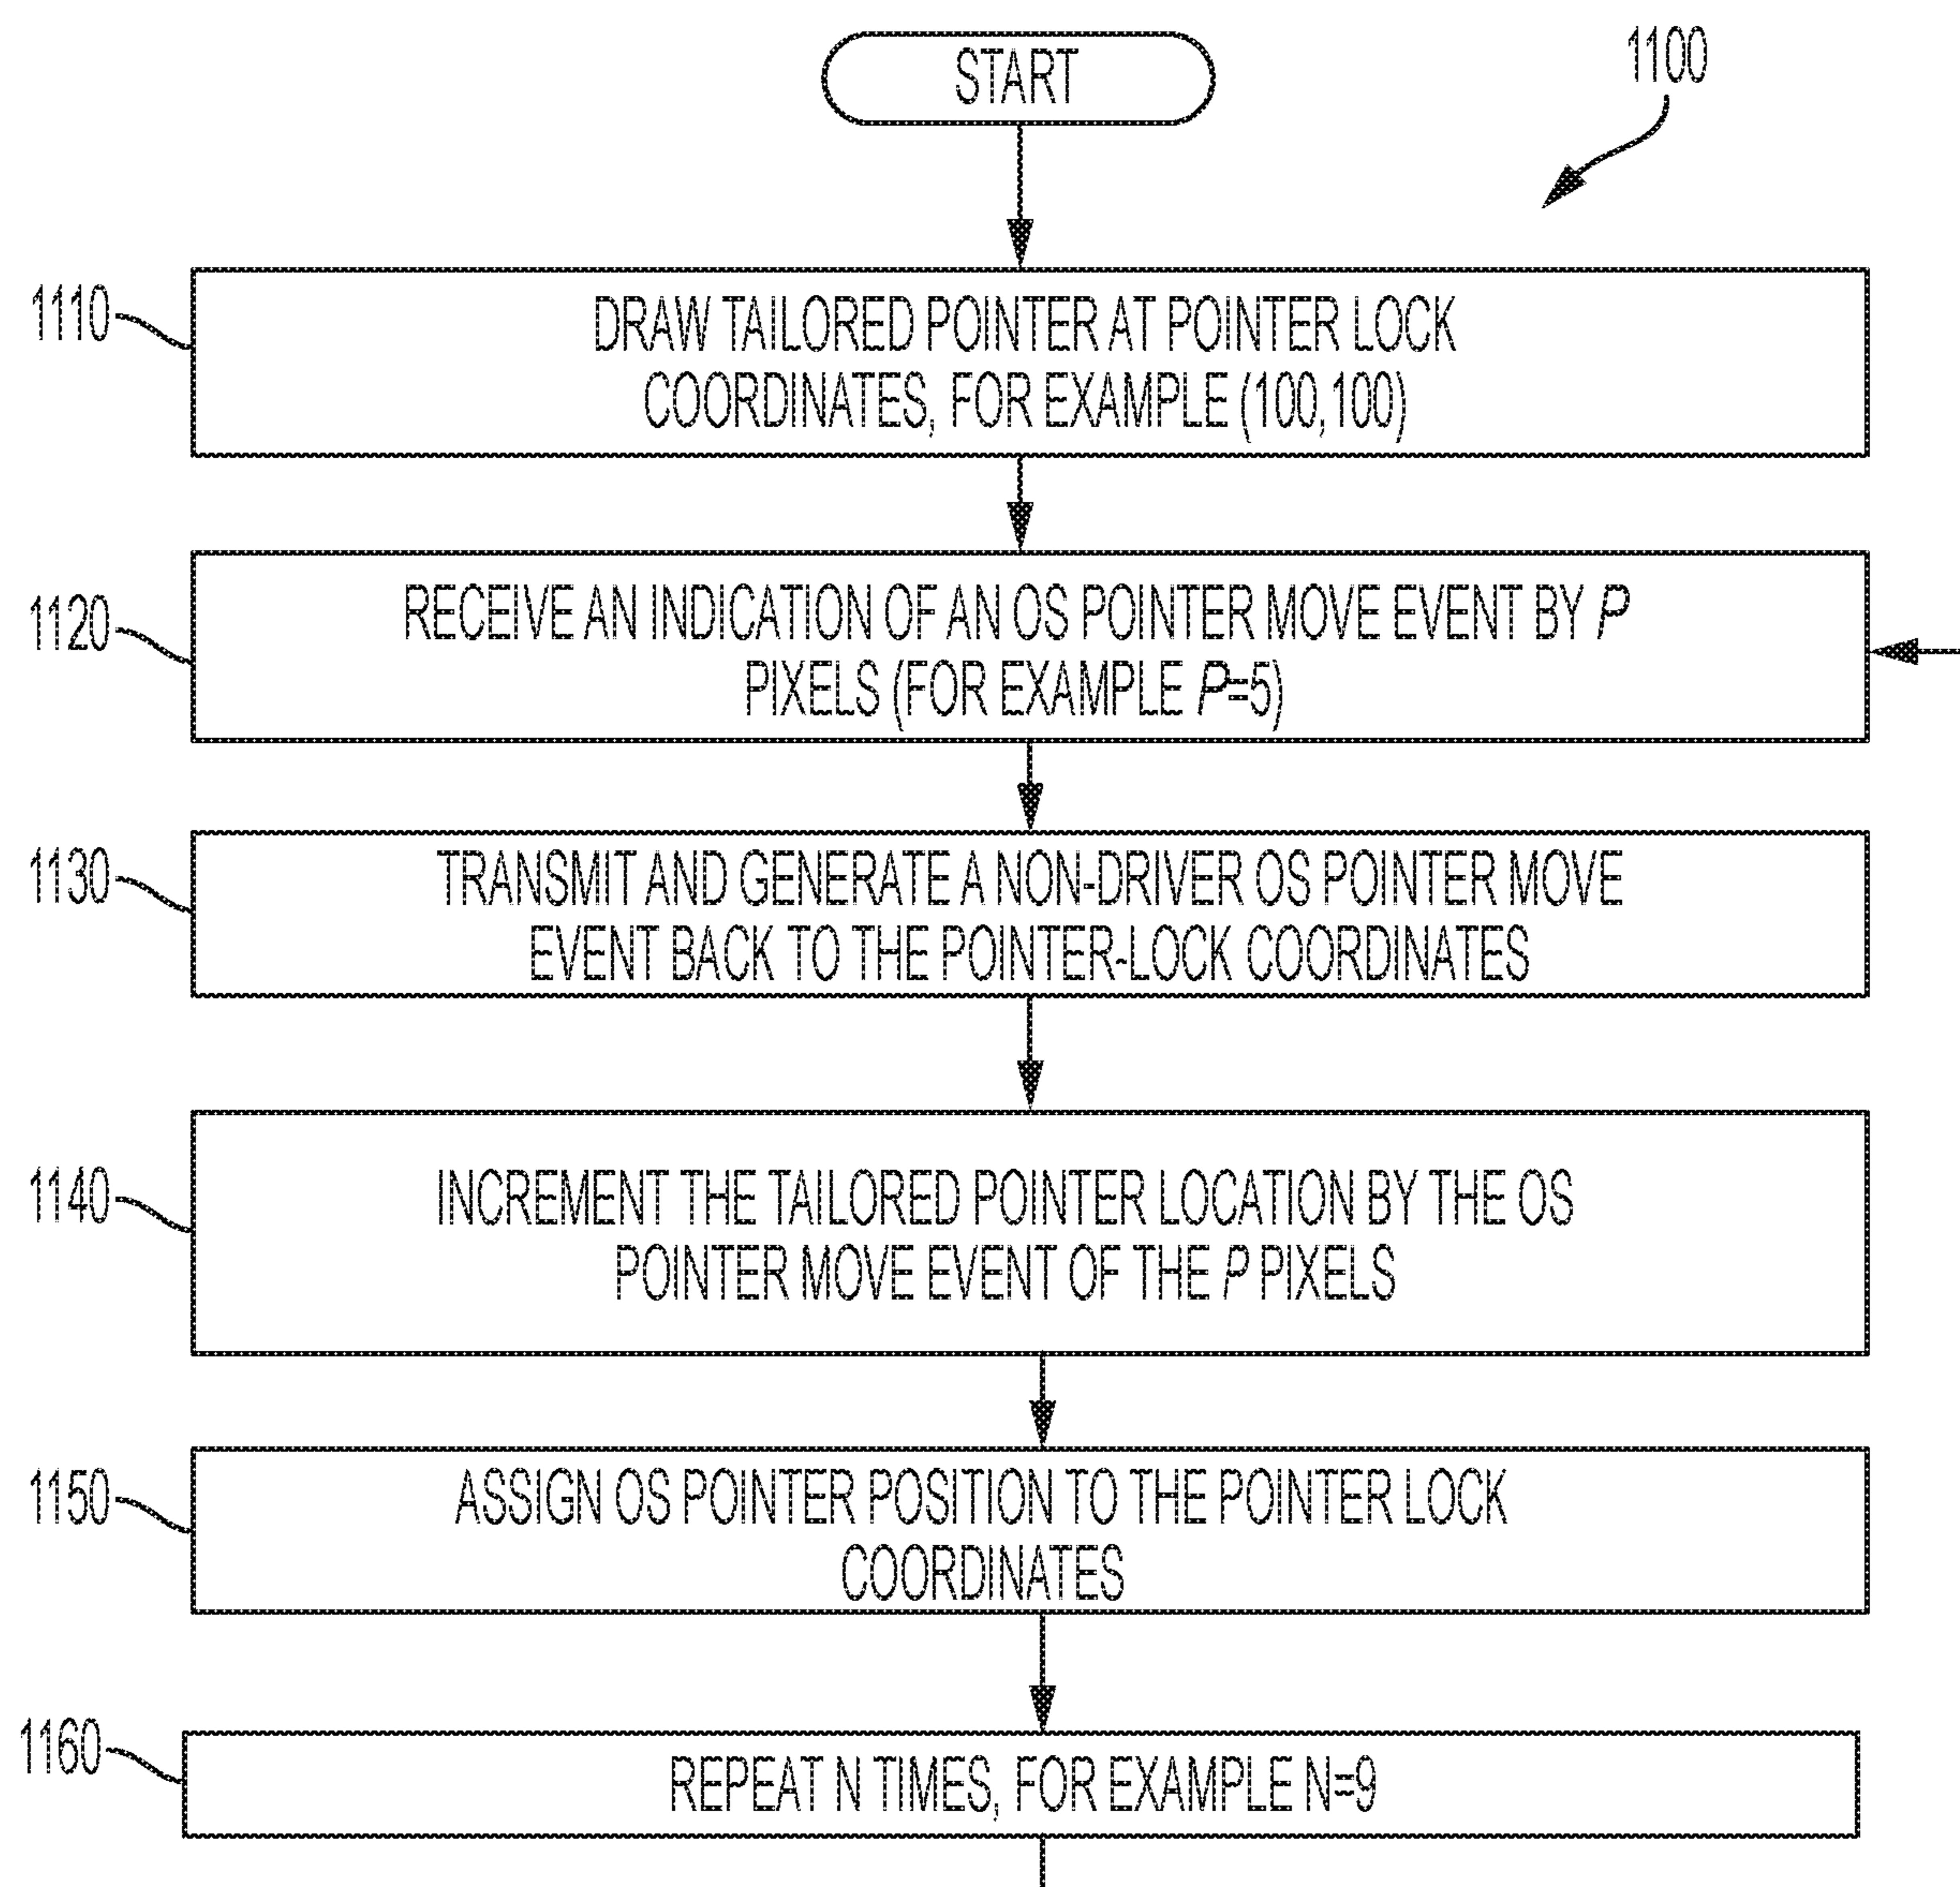 START
1100
1110
DRAW TAILORED POINTER AT POINTER LOCK
COORDINATES, FOR EXAMPLE (100,100)
1120
RECEIVE AN INDICATION OF AN OS POINTER MOVE EVENT BY P
PIXELS (FOR EXAMPLE P=5)
1130
TRANSMIT AND GENERATE A NON-DRIVER OS POINTER MOVE
EVENT BACK TO THE POINTER-LOCK COORDINATES
1140
INCREMENT THE TAILORED POINTER LOCATION BY THE OS
POINTER MOVE EVENT OF THE P PIXELS
1150
ASSIGN OS POINTER POSITION TO THE POINTER LOCK
COORDINATES
1160
REPEAT N TIMES, FOR EXAMPLE N=9